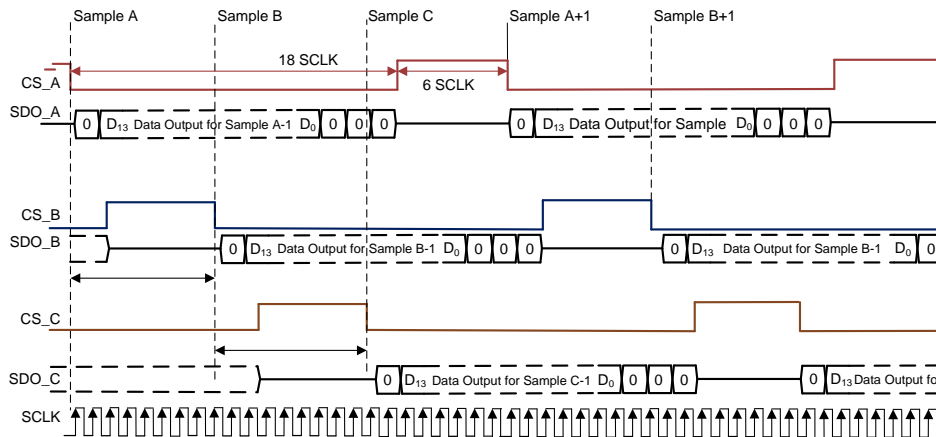 Sample A Sample B Sample C Sample A+1 Sample B+1
18 SCLK
6 SCLK
CS_A
SDO_A
0 D13 Data Output for Sample A-1 D0 0 0 0 0 D13 Data Output for Sample D0 0 0 0
CS_B
SDO_B
0 D13 Data Output for Sample B-1 D0 0 0 0 0 D13 Data Output for Sample B-1 D0 0
CS_C
SDO_C
0 D13 Data Output for Sample C-1 D0 0 0 0 0 D13 Data Output fo
SCLK